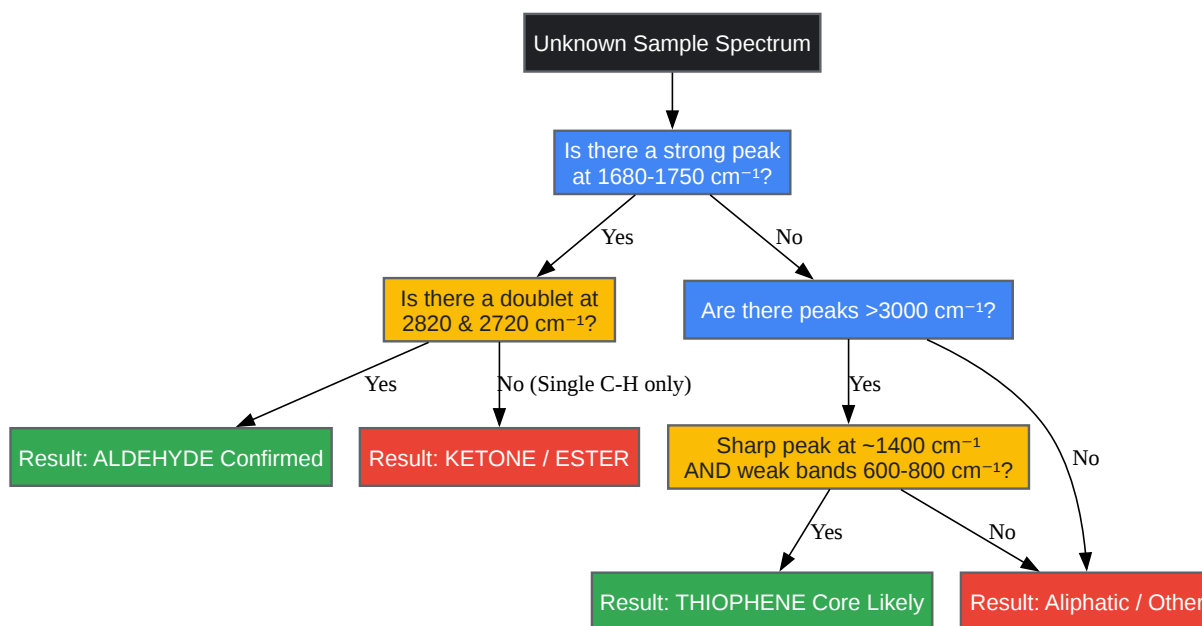 Unknown Sample Spectrum
Is there a strong peak
at 1680-1750 cm⁻¹?
Yes
No
Is there a doublet at
2820 & 2720 cm⁻¹?
Are there peaks >3000 cm⁻¹?
Yes
No (Single C-H only)
Yes
No
Result: ALDEHYDE Confirmed
Result: KETONE / ESTER
Sharp peak at ~1400 cm⁻¹
AND weak bands 600-800 cm⁻¹?
Yes
No
Result: THIOPHENE Core Likely
Result: Aliphatic / Other